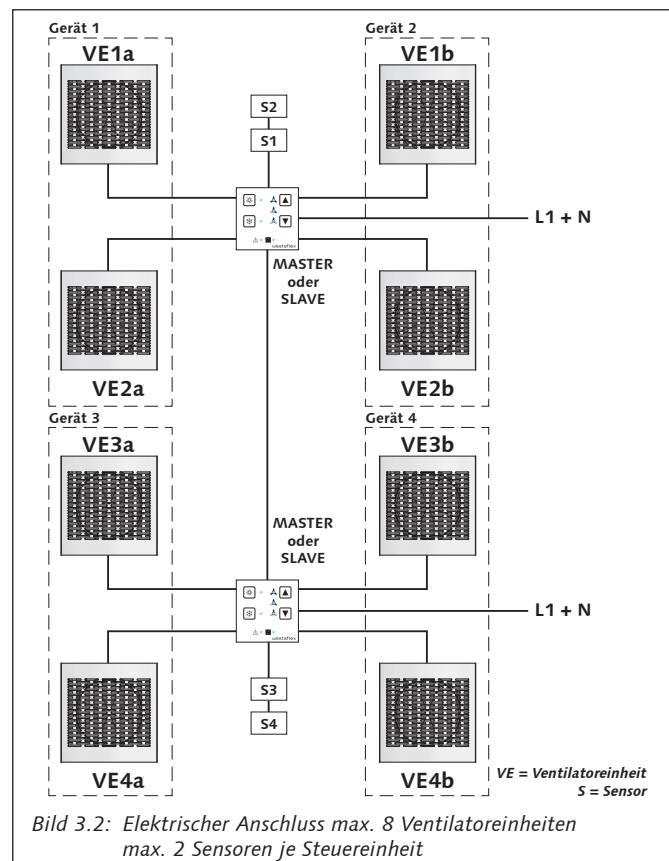 Gerät 1
Gerät 2
VE1a
VE1b
S2
S1
L1 + N
westaflex
MASTER
oder
SLAVE
VE2a
VE2b
Gerät 3
Gerät 4
VE3a
VE3b
MASTER
oder
SLAVE
L1 + N
westaflex
S3
S4
VE4a
VE4b
VE = Ventilatoreinheit
S = Sensor
Bild 3.2: Elektrischer Anschluss max. 8 Ventilatoreinheiten
max. 2 Sensoren je Steuereinheit